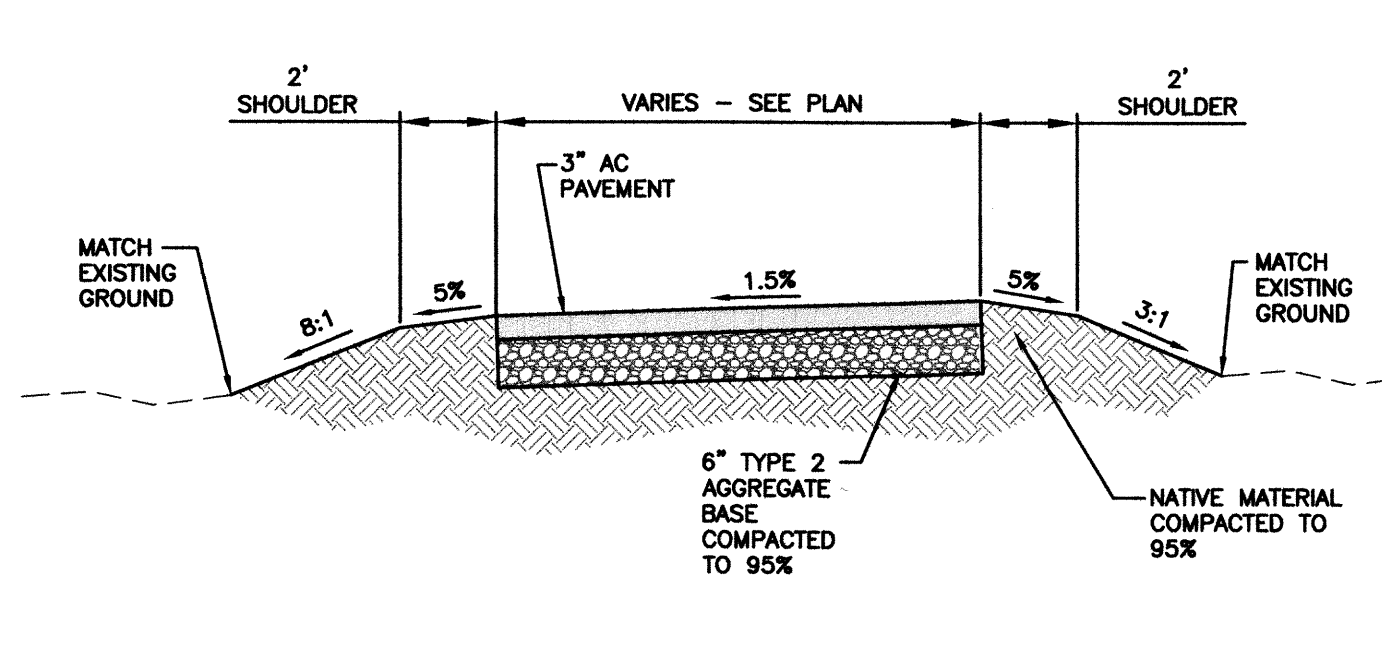 2'
SHOULDER
VARIES - SEE PLAN
2'
SHOULDER
3" AC
PAVEMENT
MATCH
EXISTING
GROUND
8:1
5%
1.5%
5%
3:1
MATCH
EXISTING
GROUND
6" TYPE 2
AGGREGATE
BASE
COMPACTED
TO 95%
NATIVE MATERIAL
COMPACTED TO
95%